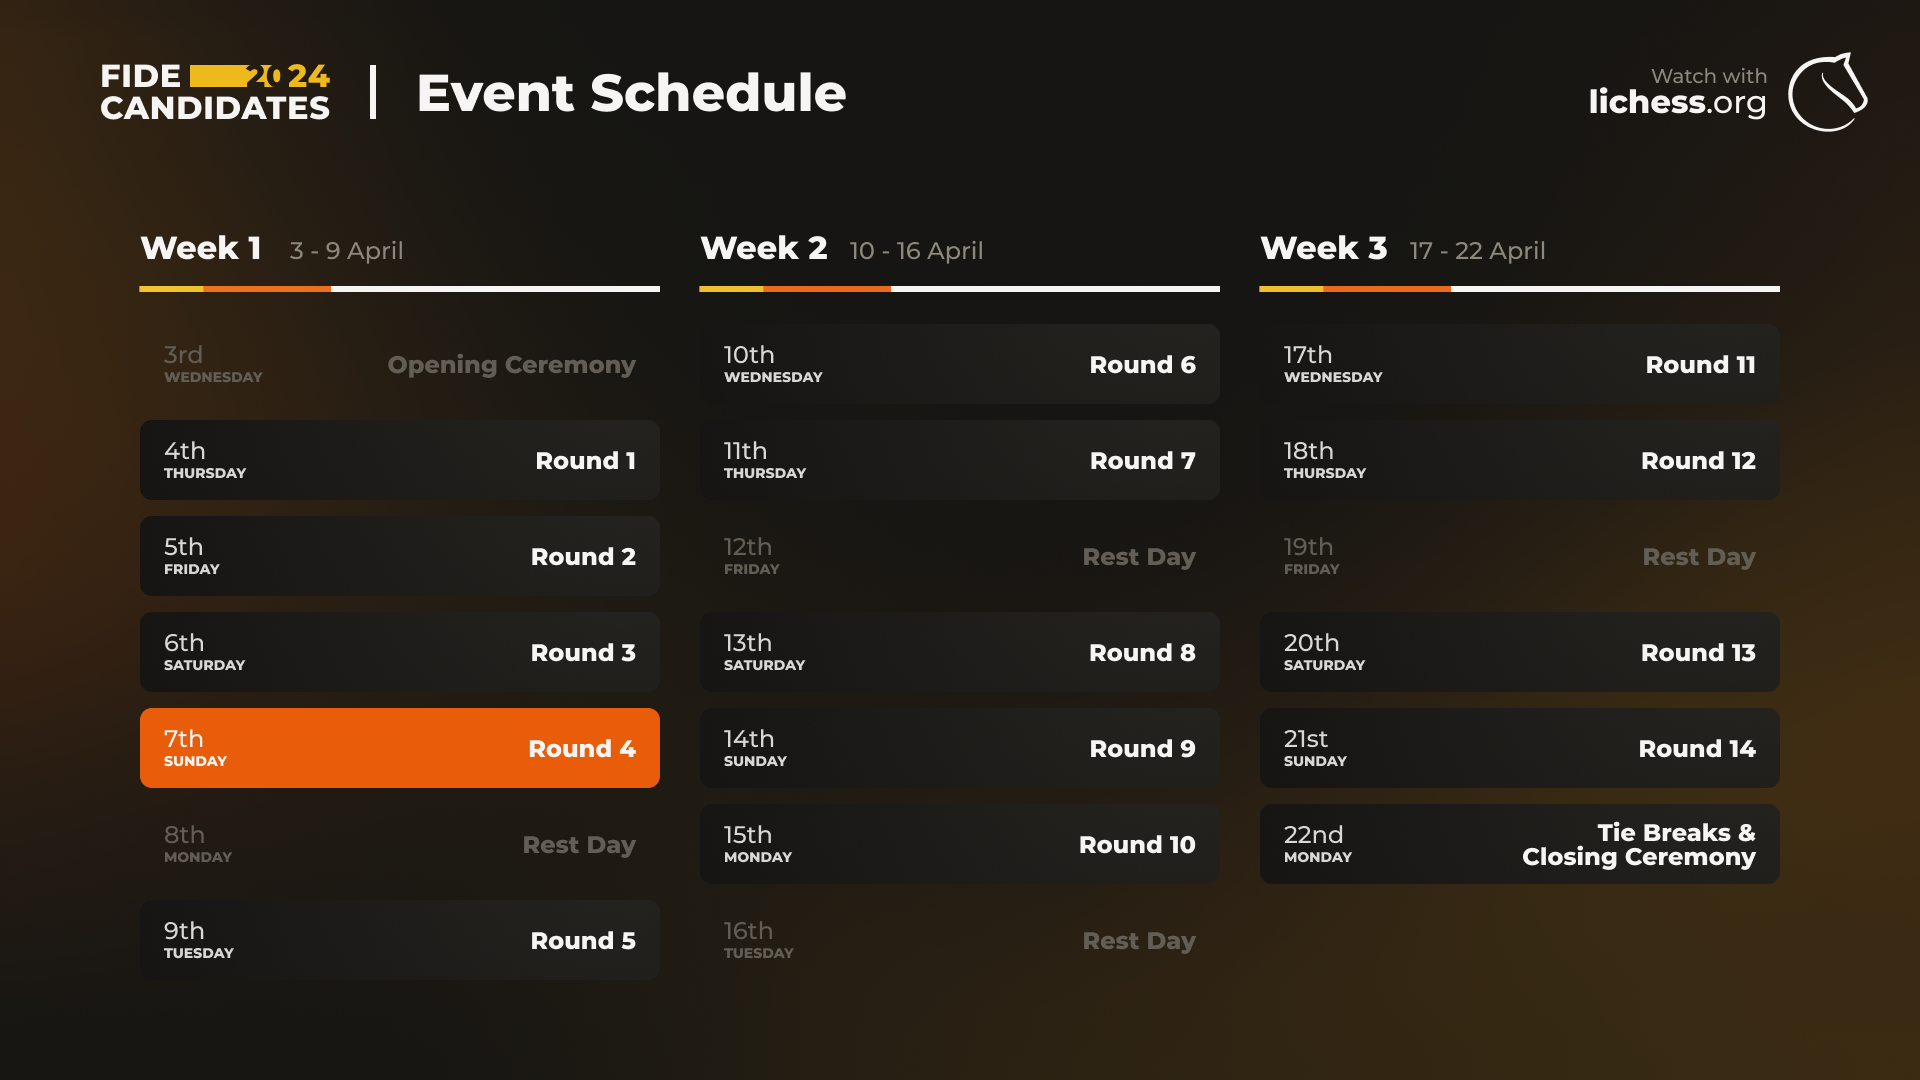 FIDE 2024
CANDIDATES
Event Schedule
Watch with
lichess.org
Week 1 3 - 9 April
3rd
WEDNESDAY
Opening Ceremony
4th
THURSDAY
Round 1
5th
FRIDAY
Round 2
6th
SATURDAY
Round 3
7th
SUNDAY
Round 4
8th
MONDAY
Rest Day
9th
TUESDAY
Round 5
Week 2 10 - 16 April
10th
WEDNESDAY
Round 6
11th
THURSDAY
Round 7
12th
FRIDAY
Rest Day
13th
SATURDAY
Round 8
14th
SUNDAY
Round 9
15th
MONDAY
Round 10
16th
TUESDAY
Rest Day
Week 3 17 - 22 April
17th
WEDNESDAY
Round 11
18th
THURSDAY
Round 12
19th
FRIDAY
Rest Day
20th
SATURDAY
Round 13
21st
SUNDAY
Round 14
22nd
MONDAY
Tie Breaks &
Closing Ceremony